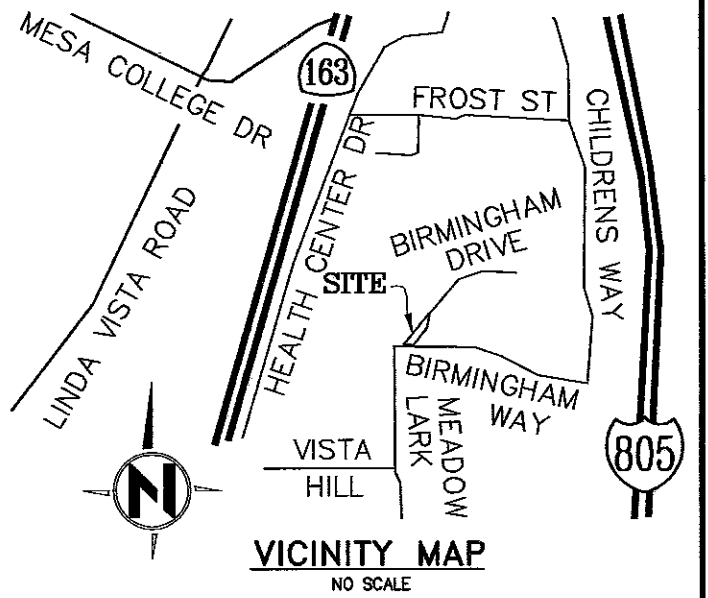 MESA COLLEGE DR
163
FROST ST
CHILDRENS WAY
HEALTH CENTER DR
LINDA VISTA ROAD
BIRMINGHAM
DRIVE
SITE
BIRMINGHAM
WAY
MEADOW
LARK
VISTA
HILL
805
N
VICINITY MAP
NO SCALE